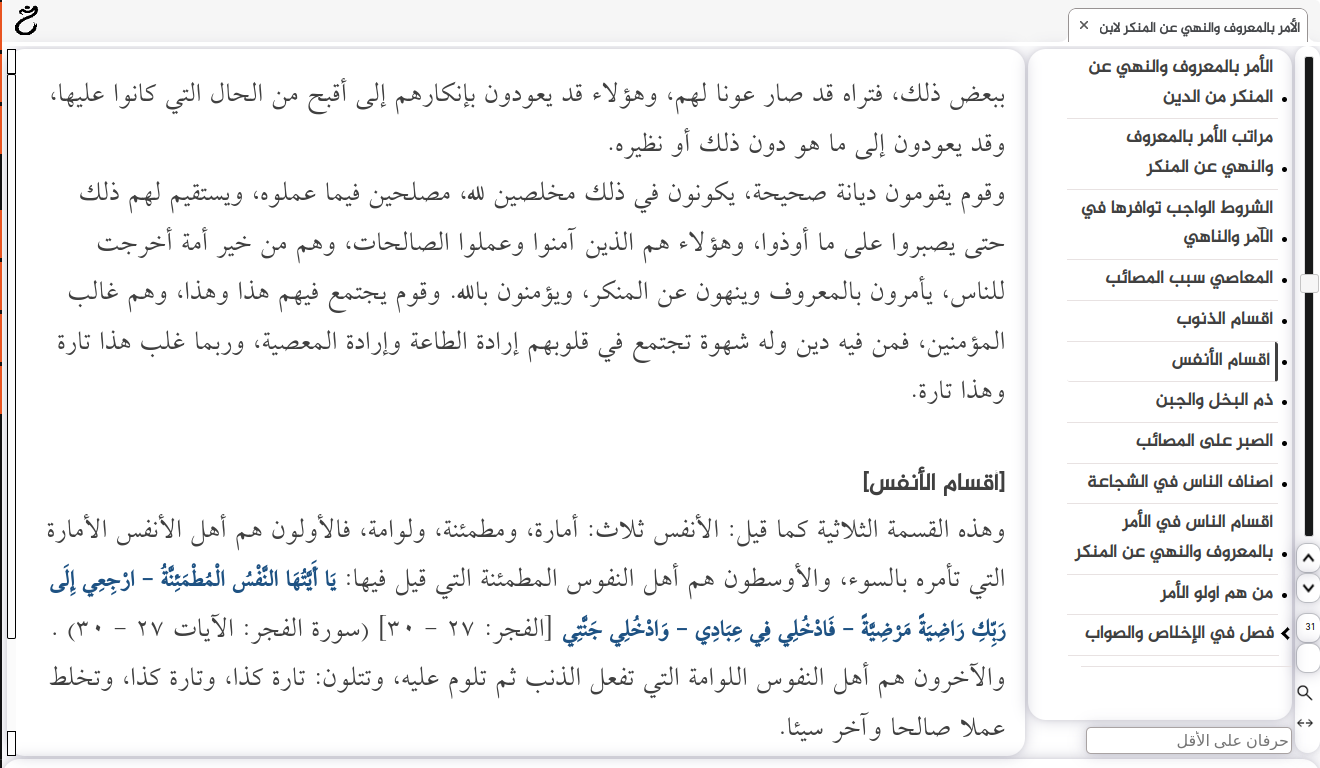 الأمر بالمعروف والنهي عن المنكر لابن
الأمر بالمعروف والنهي عن
المنكر من الدين
مراتب الأمر بالمعروف
والنهي عن المنكر
الشروط الواجب توافرها في
الآمر والناهي
المعاصي سبب المصائب
اقسام الذنوب
اقسام الأنفس
ذم البخل والجبن
الصبر على المصائب
اصناف الناس في الشجاعة
اقسام الناس في الأمر
بالمعروف والنهي عن المنكر
من هم اولو الأمر
فصل في الإخلاص والصواب
حرفان على الأقل
31
ببعض ذلك، فتراه قد صار عونا لهم، وهؤلاء قد يعودون بإنكارهم إلى أقبح من الحال التي كانوا عليها،
وقد يعودون إلى ما هو دون ذلك أو نظيره.
وقوم يقومون ديانة صحيحة، يكونون في ذلك مخلصين لله، مصلحين فيما عملوه، ويستقيم لهم ذلك
حتى يصبروا على ما أوذوا، وهؤلاء هم الذين آمنوا وعملوا الصالحات، وهم من خير أمة أخرجت
للناس، يأمرون بالمعروف وينهون عن المنكر، ويؤمنون بالله. وقوم يجتمع فيهم هذا وهذا، وهم غالب
المؤمنين، فمن فيه دين وله شهوة تجتمع في قلوبهم إرادة الطاعة وإرادة المعصية، وربما غلب هذا تارة
وهذا تارة.
[اقسام الأنفس]
وهذه القسمة الثلاثية كما قيل: الأنفس ثلاث: أمارة، ومطمئنة، ولوامة، فالأولون هم أهل الأنفس الأمارة
التي تأمره بالسوء، والأوسطون هم أهل النفوس المطمئنة التي قيل فيها: يَا أَيَّتُهَا النَّفْسُ الْمُطْمَئِنَّةُ – ارْجِعِي إِلَى
رَبِّكِ رَاضِيَةً مَرْضِيَّةً – فَادْخُلِي فِي عِبَادِي – وَادْخُلِي جَنَّتِي [الفجر: ٢٧ – ٣٠] (سورة الفجر: الآيات ٢٧ – ٣٠) .
والآخرون هم أهل النفوس اللوامة التي تفعل الذنب ثم تلوم عليه، وتتلون: تارة كذا، وتارة كذا، وتخلط
عملا صالحا وآخر سيئا.